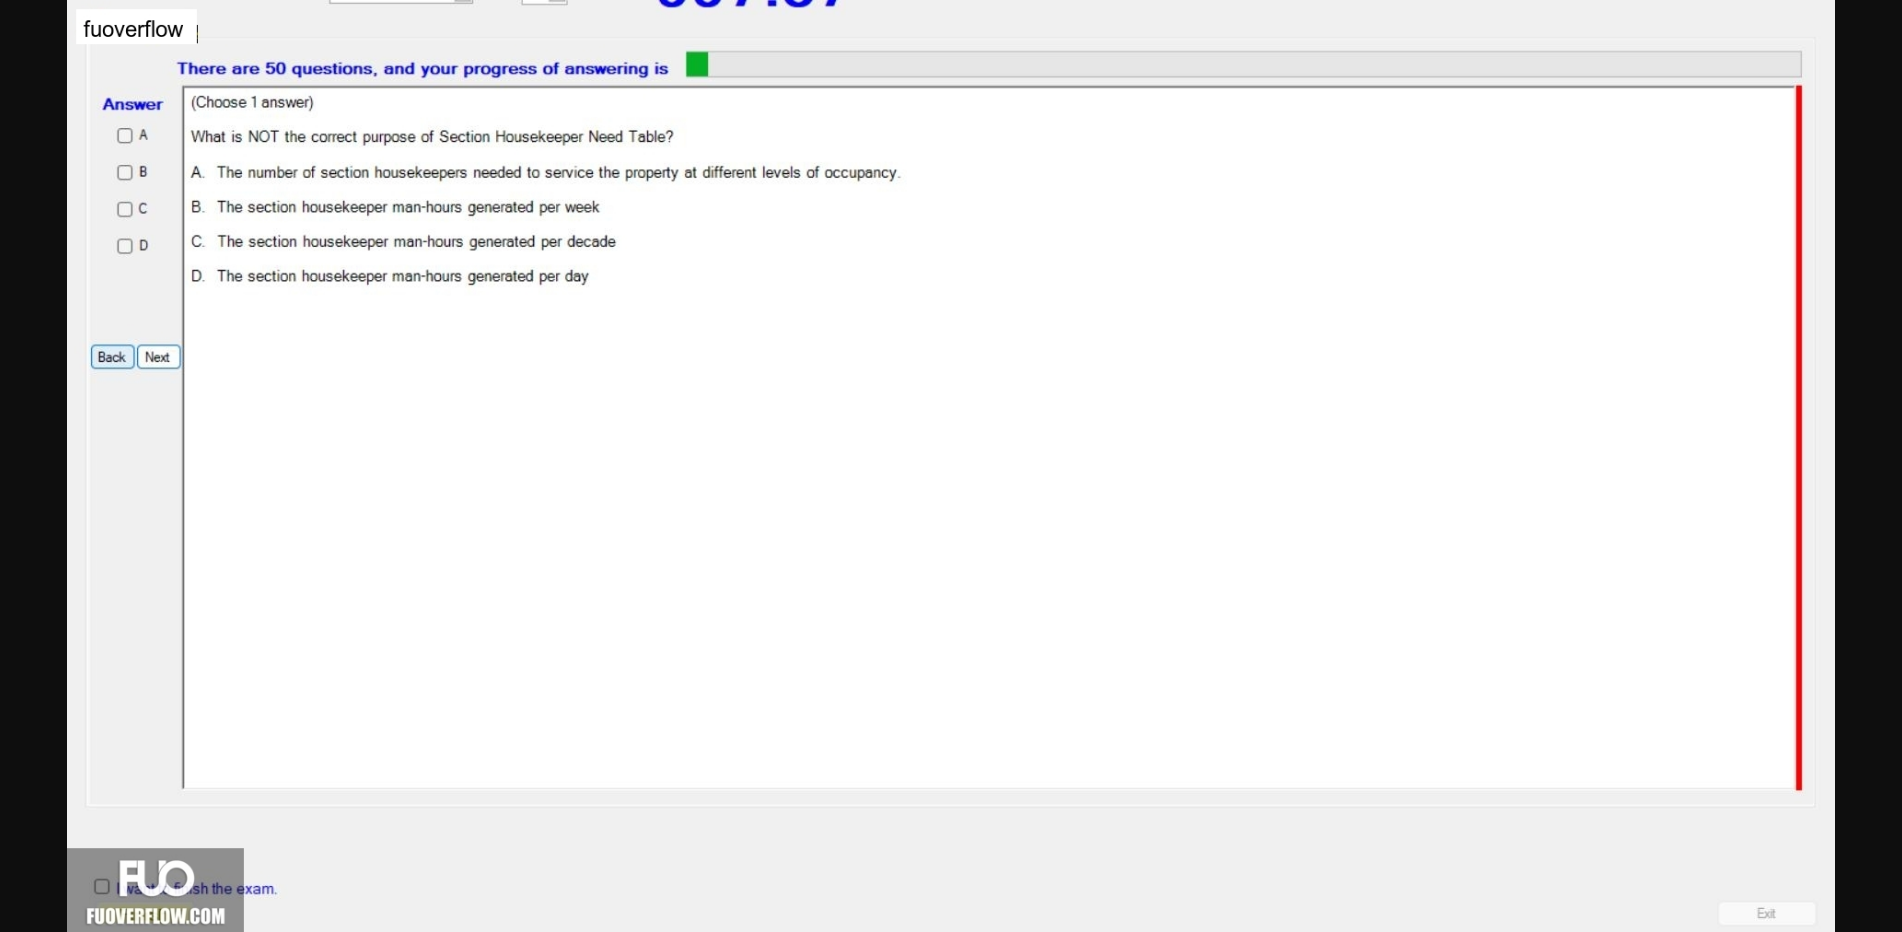 fuoverflow
There are 50 questions, and your progress of answering is
Answer
(Choose 1 answer)
A
What is NOT the correct purpose of Section Housekeeper Need Table?
B
A. The number of section housekeepers needed to service the property at different levels of occupancy.
C
B. The section housekeeper man-hours generated per week
D
C. The section housekeeper man-hours generated per decade
D. The section housekeeper man-hours generated per day
Back Next
FUO
I want to finish the exam.
FUOVERFLOW.COM
Exit